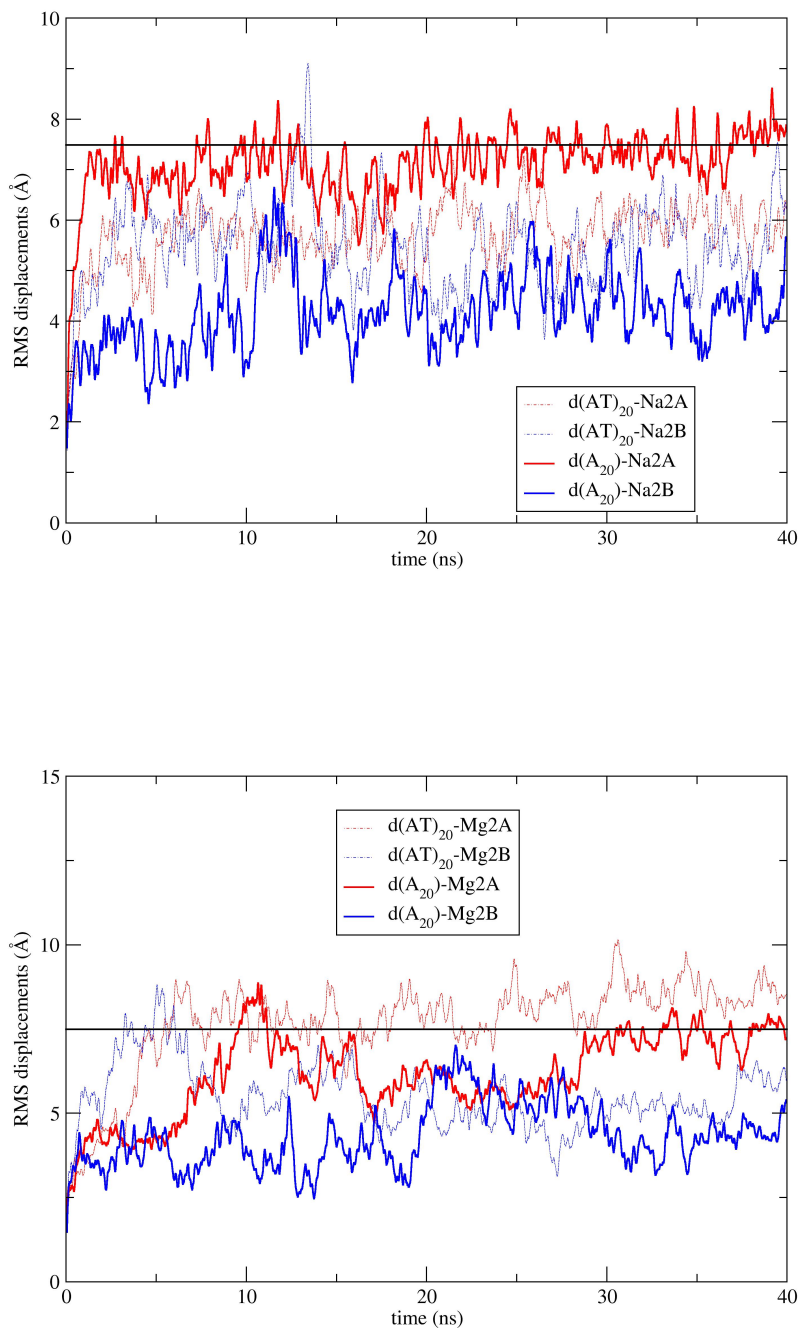 10
8
6
4
2
0
RMS displacements (Å)
d(AT)20-Na2A
d(AT)20-Na2B
d(A20)-Na2A
d(A20)-Na2B
0 10 20 30 40
time (ns)
15
10
5
0
RMS displacements (Å)
d(AT)20-Mg2A
d(AT)20-Mg2B
d(A20)-Mg2A
d(A20)-Mg2B
0 10 20 30 40
time (ns)